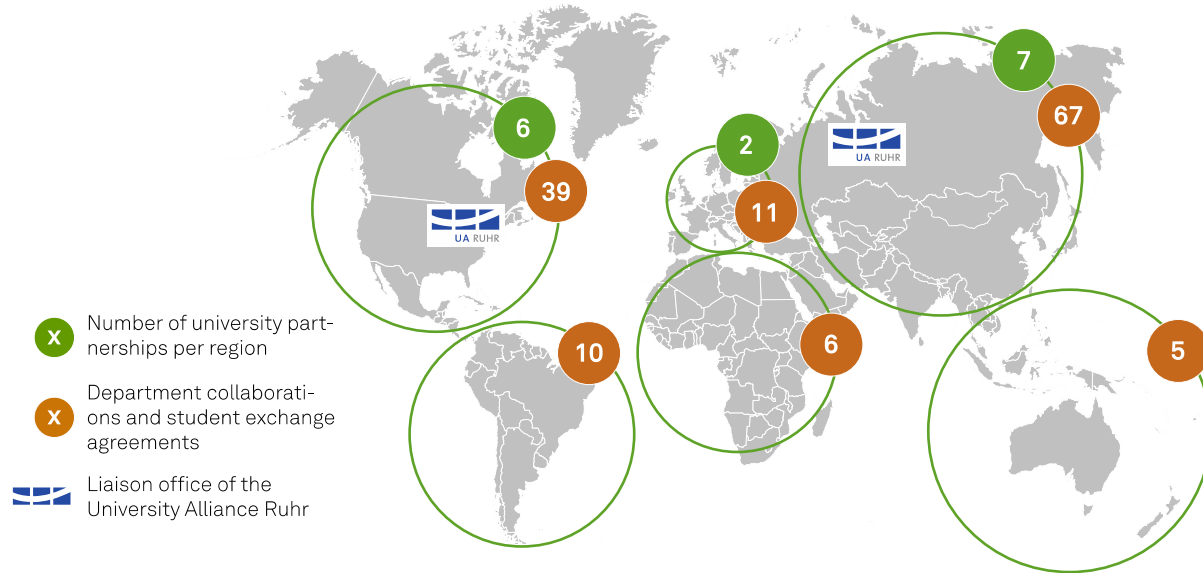 7
67
6
2
UA RUHR
39
11
UA RUHR
X
Number of university part-
nerships per region
10
6
5
X
Department collaborati-
ons and student exchange
agreements
Liaison office of the
University Alliance Ruhr